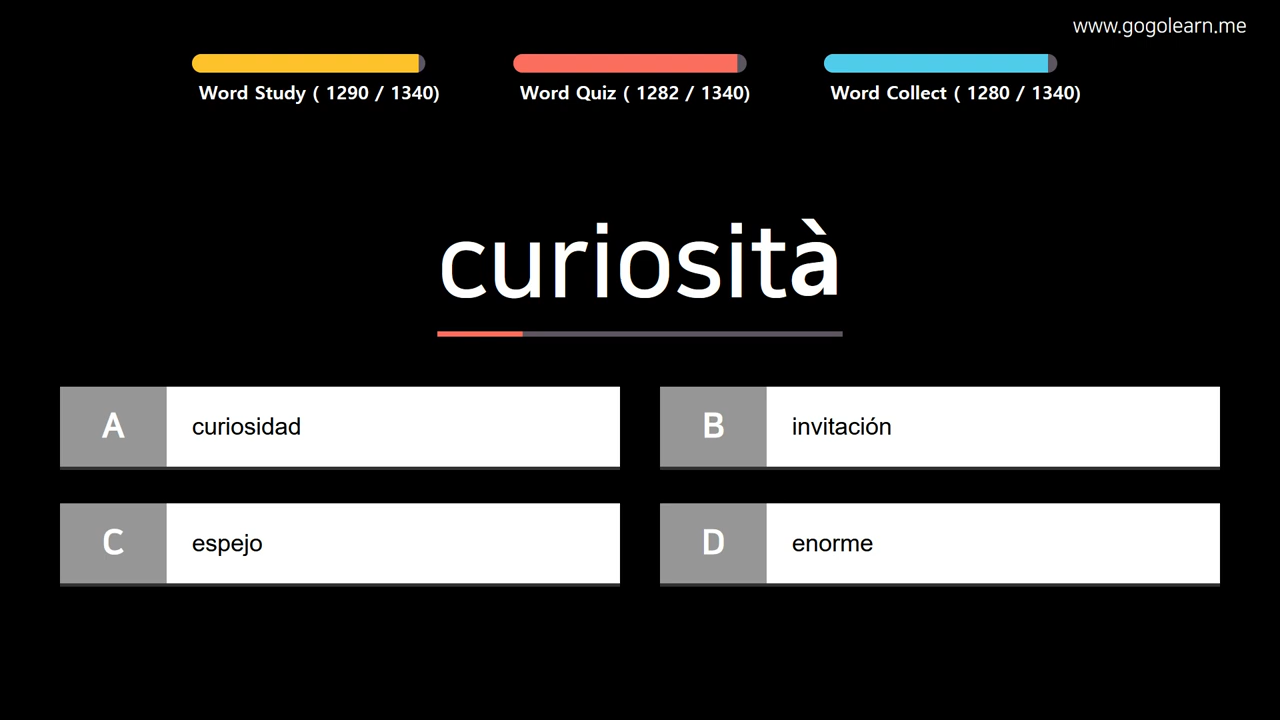 www.gogolearn.me
Word Study ( 1290 / 1340)
Word Quiz ( 1282 / 1340)
Word Collect ( 1280 / 1340)
curiosità
A curiosidad
B invitación
C espejo
D enorme